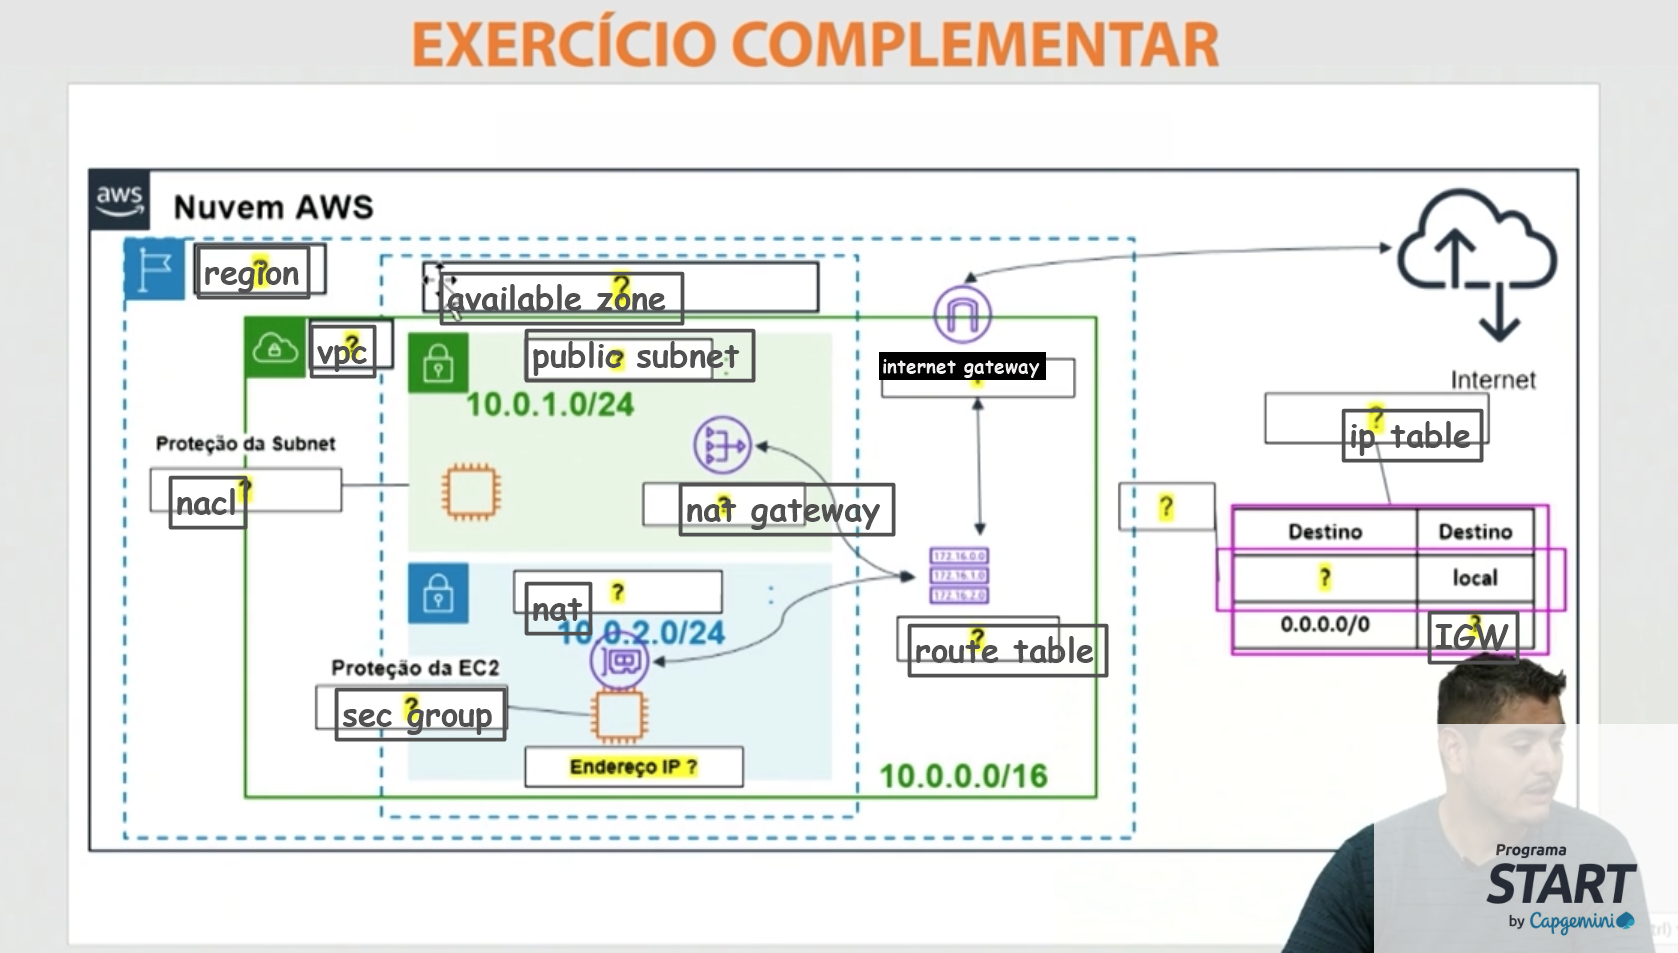 EXERCÍCIO COMPLEMENTAR
aws
Nuvem AWS
region
?
available zone
?
vpc
?
public subnet
?
:
10.0.1.0/24
internet gateway
Internet
?
ip table
Proteção da Subnet
nacl
?
nat gateway
?
?
Destino
Destino
?
local
0.0.0.0/0
IGW
?
172.16.0.0
172.16.1.0
172.16.2.0
?
:
nat
10.0.2.0/24
route table
?
Proteção da EC2
sec group
?
Endereço IP ?
10.0.0.0/16
Programa
START
by Capgemini